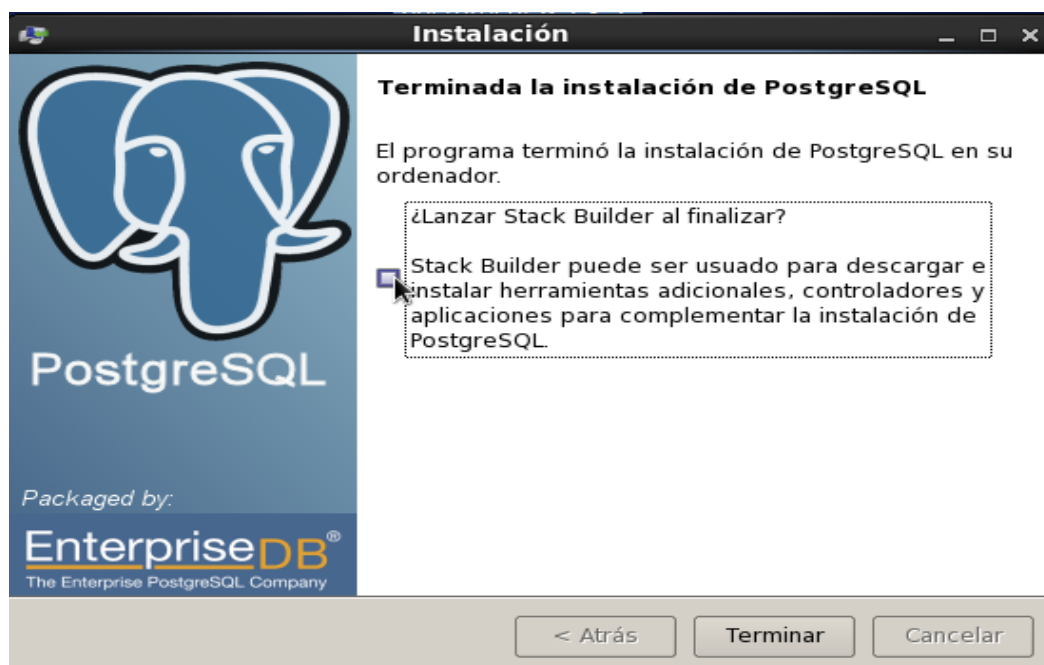 Instalación
Terminada la instalación de PostgreSQL
El programa terminó la instalación de PostgreSQL en su
ordenador.
¿Lanzar Stack Builder al finalizar?
Stack Builder puede ser usado para descargar e
instalar herramientas adicionales, controladores y
aplicaciones para complementar la instalación de
PostgreSQL.
PostgreSQL
Packaged by:
EnterpriseDB®
The Enterprise PostgreSQL Company
< Atrás
Terminar
Cancelar